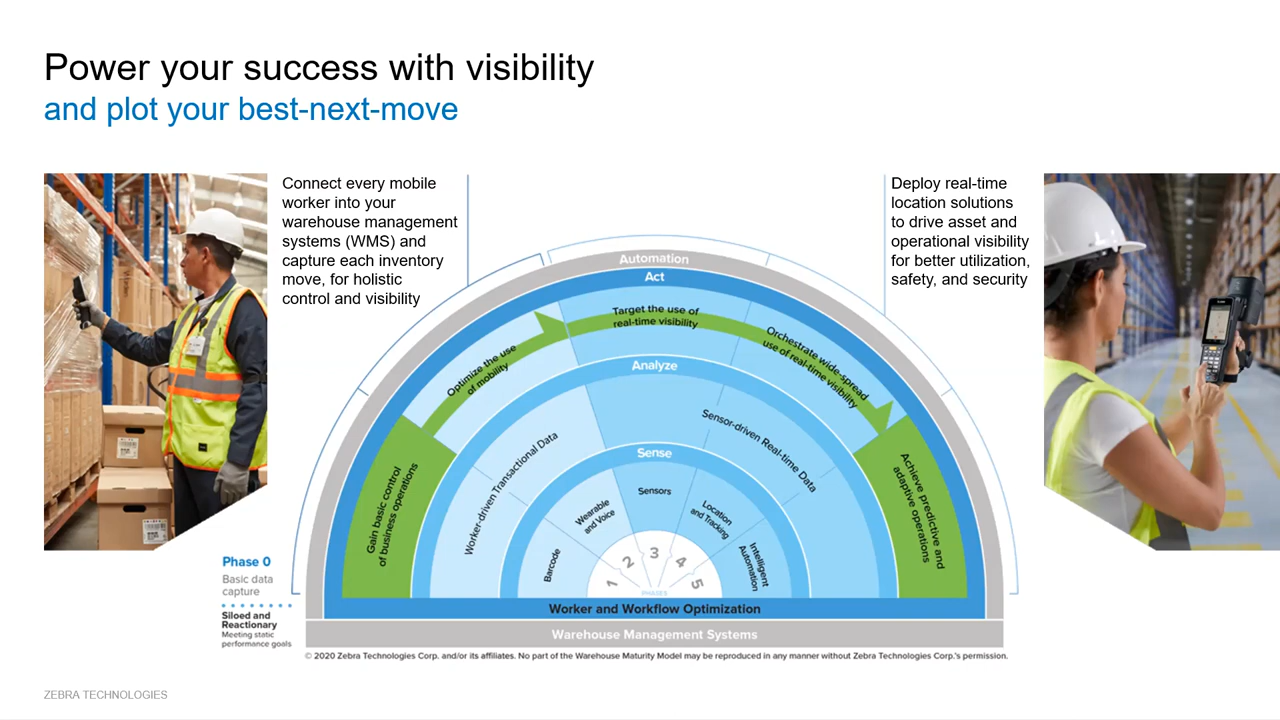 Power your success with visibility
and plot your best-next-move
Connect every mobile
worker into your
warehouse management
systems (WMS) and
capture each inventory
move, for holistic
control and visibility
Deploy real-time
location solutions
to drive asset and
operational visibility
for better utilization,
safety, and security
Automation
Act
Gain basic control
of business operations
Optimize the use
of mobility
Target the use of
real-time visibility
Orchestrate wide-spread
use of real-time visibility
Achieve predictive and
adaptive operations
Analyze
Worker-driven Transactional Data
Sensor-driven Real-time Data
Sense
Barcode
Wearable
and Voice
Sensors
Location
and Tracking
Intelligent
Automation
1
2
3
4
5
PHASES
Phase 0
Basic data
capture
Siloed and
Reactionary
Meeting static
performance goals
Worker and Workflow Optimization
Warehouse Management Systems
© 2020 Zebra Technologies Corp. and/or its affiliates. No part of the Warehouse Maturity Model may be reproduced in any manner without Zebra Technologies Corp.'s permission.
ZEBRA TECHNOLOGIES